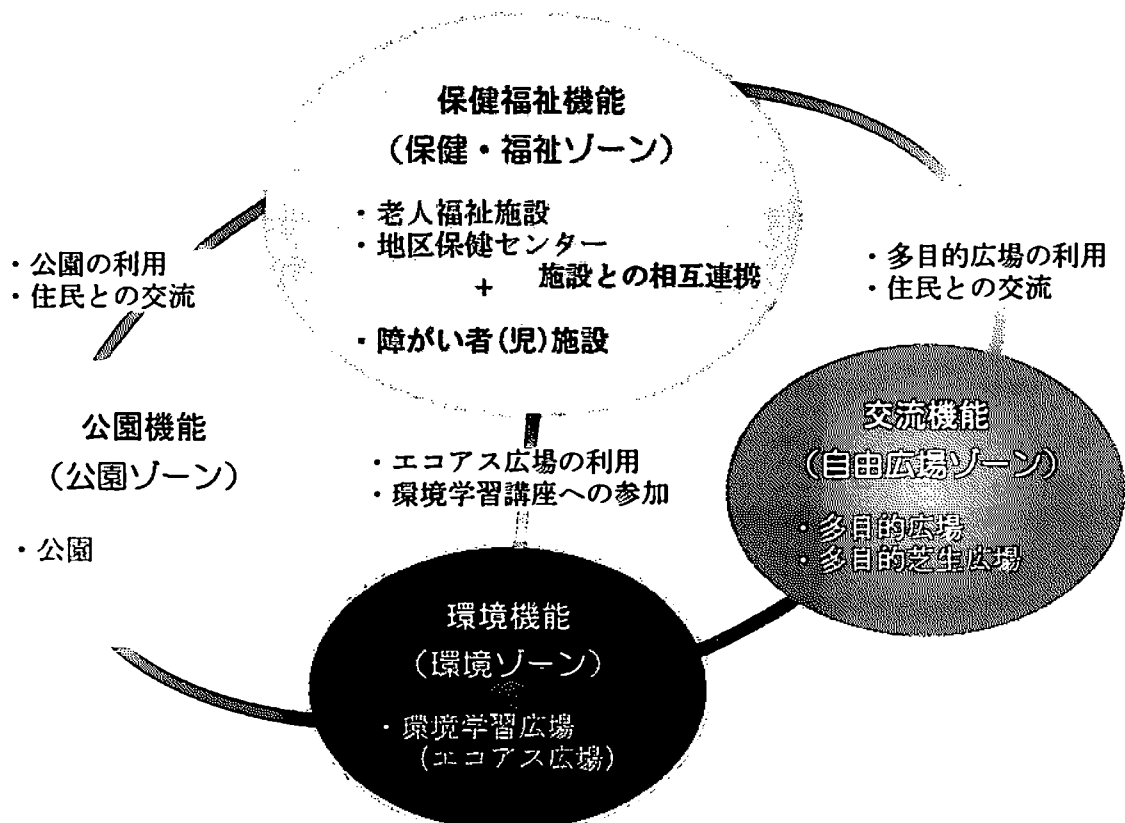 保健福祉機能
（保健・福祉ゾーン）
・老人福祉施設
・地区保健センター
+ 施設との相互連携
・障がい者(児)施設
・公園の利用
・住民との交流
・多目的広場の利用
・住民との交流
公園機能
（公園ゾーン）
・公園
・エコアス広場の利用
・環境学習講座への参加
交流機能
（自由広場ゾーン）
・多目的広場
・多目的芝生広場
環境機能
（環境ゾーン）
・環境学習広場
（エコアス広場）